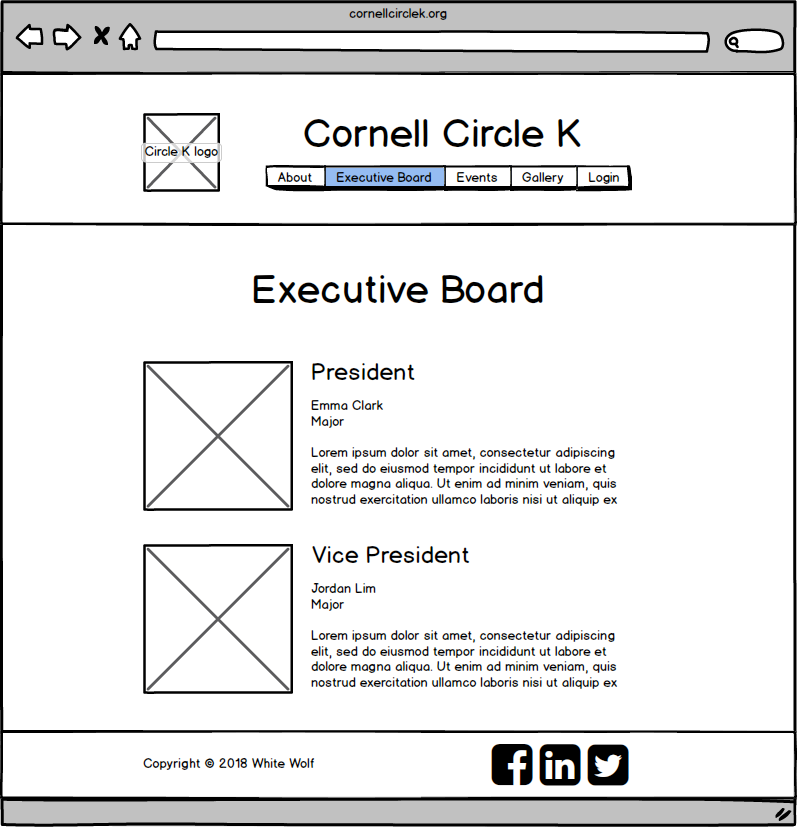 cornellcirclek.org
Circle K logo
Cornell Circle K
About Executive Board Events Gallery Login
Executive Board
President
Emma Clark
Major
Lorem ipsum dolor sit amet, consectetur adipiscing
elit, sed do eiusmod tempor incididunt ut labore et
dolore magna aliqua. Ut enim ad minim veniam, quis
nostrud exercitation ullamco laboris nisi ut aliquip ex
Vice President
Jordan Lim
Major
Lorem ipsum dolor sit amet, consectetur adipiscing
elit, sed do eiusmod tempor incididunt ut labore et
dolore magna aliqua. Ut enim ad minim veniam, quis
nostrud exercitation ullamco laboris nisi ut aliquip ex
Copyright © 2018 White Wolf